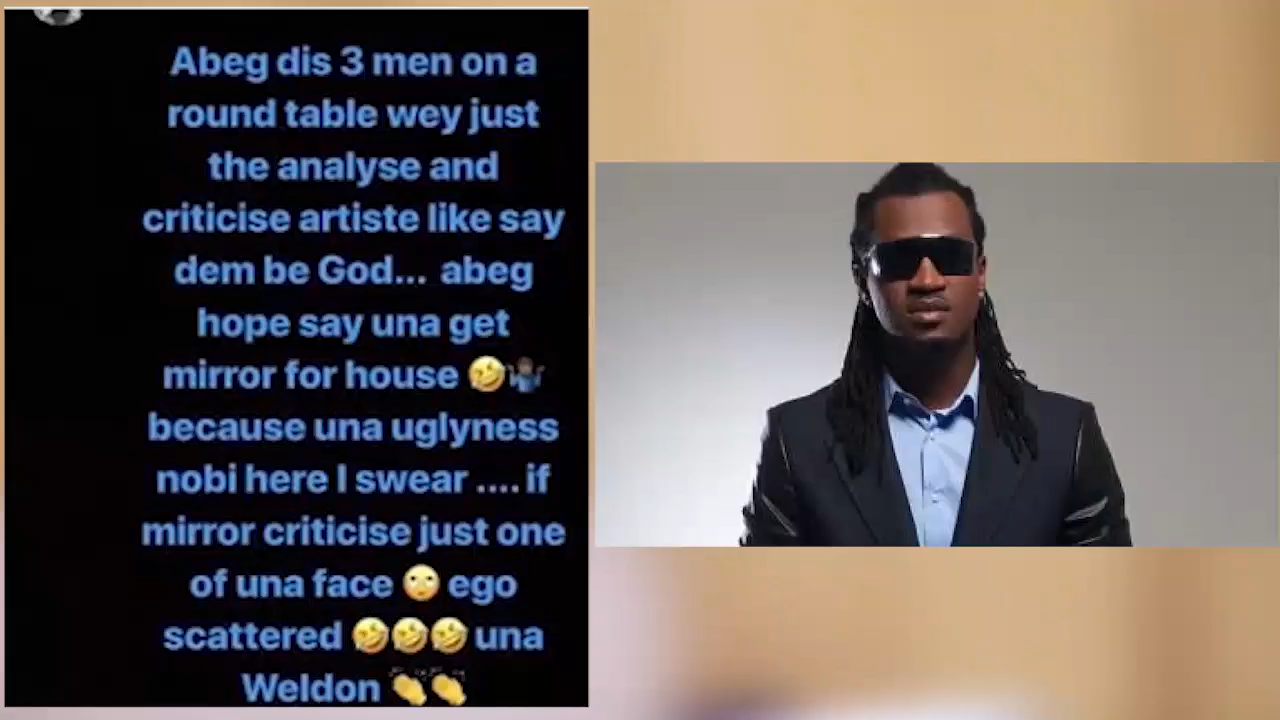 Abeg dis 3 men on a
round table wey just
the analyse and
criticise artiste like say
dem be God... abeg
hope say una get
mirror for house 🤣🤷🏾‍♂️
because una uglyness
nobi here I swear .... if
mirror criticise just one
of una face 🙄 ego
scattered 🤣🤣🤣 una
Weldon 👏👏